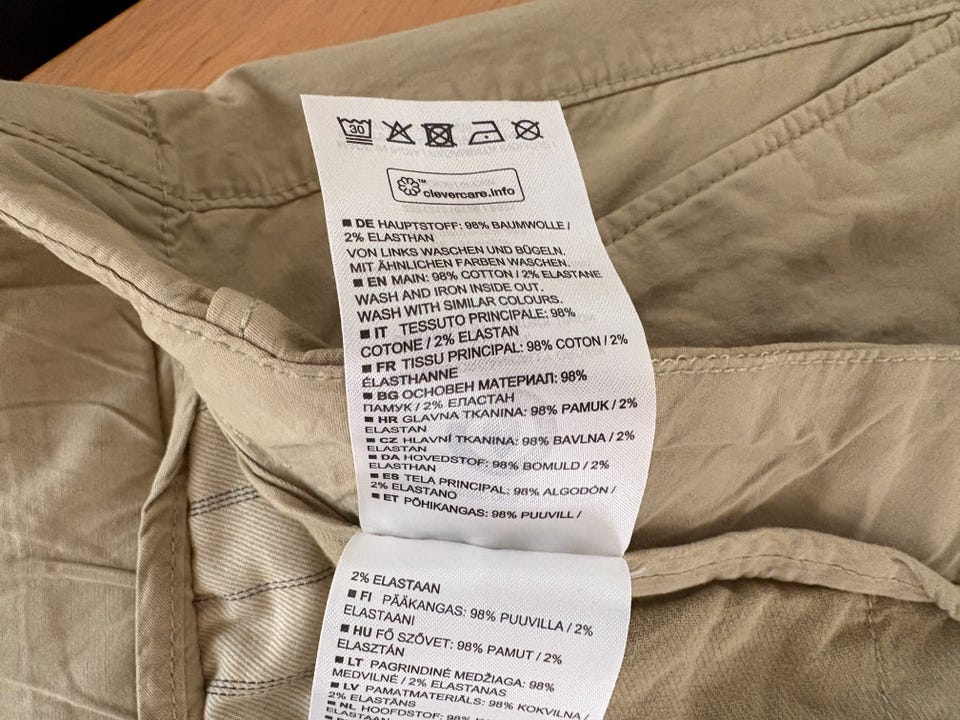 30
clevercare.info™
■ DE HAUPTSTOFF: 98% BAUMWOLLE /
2% ELASTHAN
VON LINKS WASCHEN UND BÜGELN.
MIT ÄHNLICHEN FARBEN WASCHEN.
■ EN MAIN: 98% COTTON / 2% ELASTANE
WASH AND IRON INSIDE OUT.
WASH WITH SIMILAR COLOURS.
■ IT TESSUTO PRINCIPALE: 98%
COTONE / 2% ELASTAN
■ FR TISSU PRINCIPAL: 98% COTON / 2%
ÉLASTHANNE
■ BG ОСНОВЕН МАТЕРИАЛ: 98%
ПАМУК / 2% ЕЛАСТАН
■ HR GLAVNA TKANINA: 98% PAMUK / 2%
ELASTAN
■ CZ HLAVNÍ TKANINA: 98% BAVLNA / 2%
ELASTAN
■ DA HOVEDSTOF: 98% BOMULD / 2%
ELASTHAN
■ ES TELA PRINCIPAL: 98% ALGODÓN /
2% ELASTANO
■ ET PÕHIKANGAS: 98% PUUVILL /
2% ELASTAAN
■ FI PÄÄKANGAS: 98% PUUVILLA / 2%
ELASTAANI
■ HU FŐ SZÖVET: 98% PAMUT / 2%
ELASZTÁN
■ LT PAGRINDINĖ MEDŽIAGA: 98%
MEDVILNĖ / 2% ELASTANAS
■ LV PAMATMATERIĀLS: 98% KOKVILNA /
2% ELASTĀNS
■ NL HOOFDSTOF: 98%